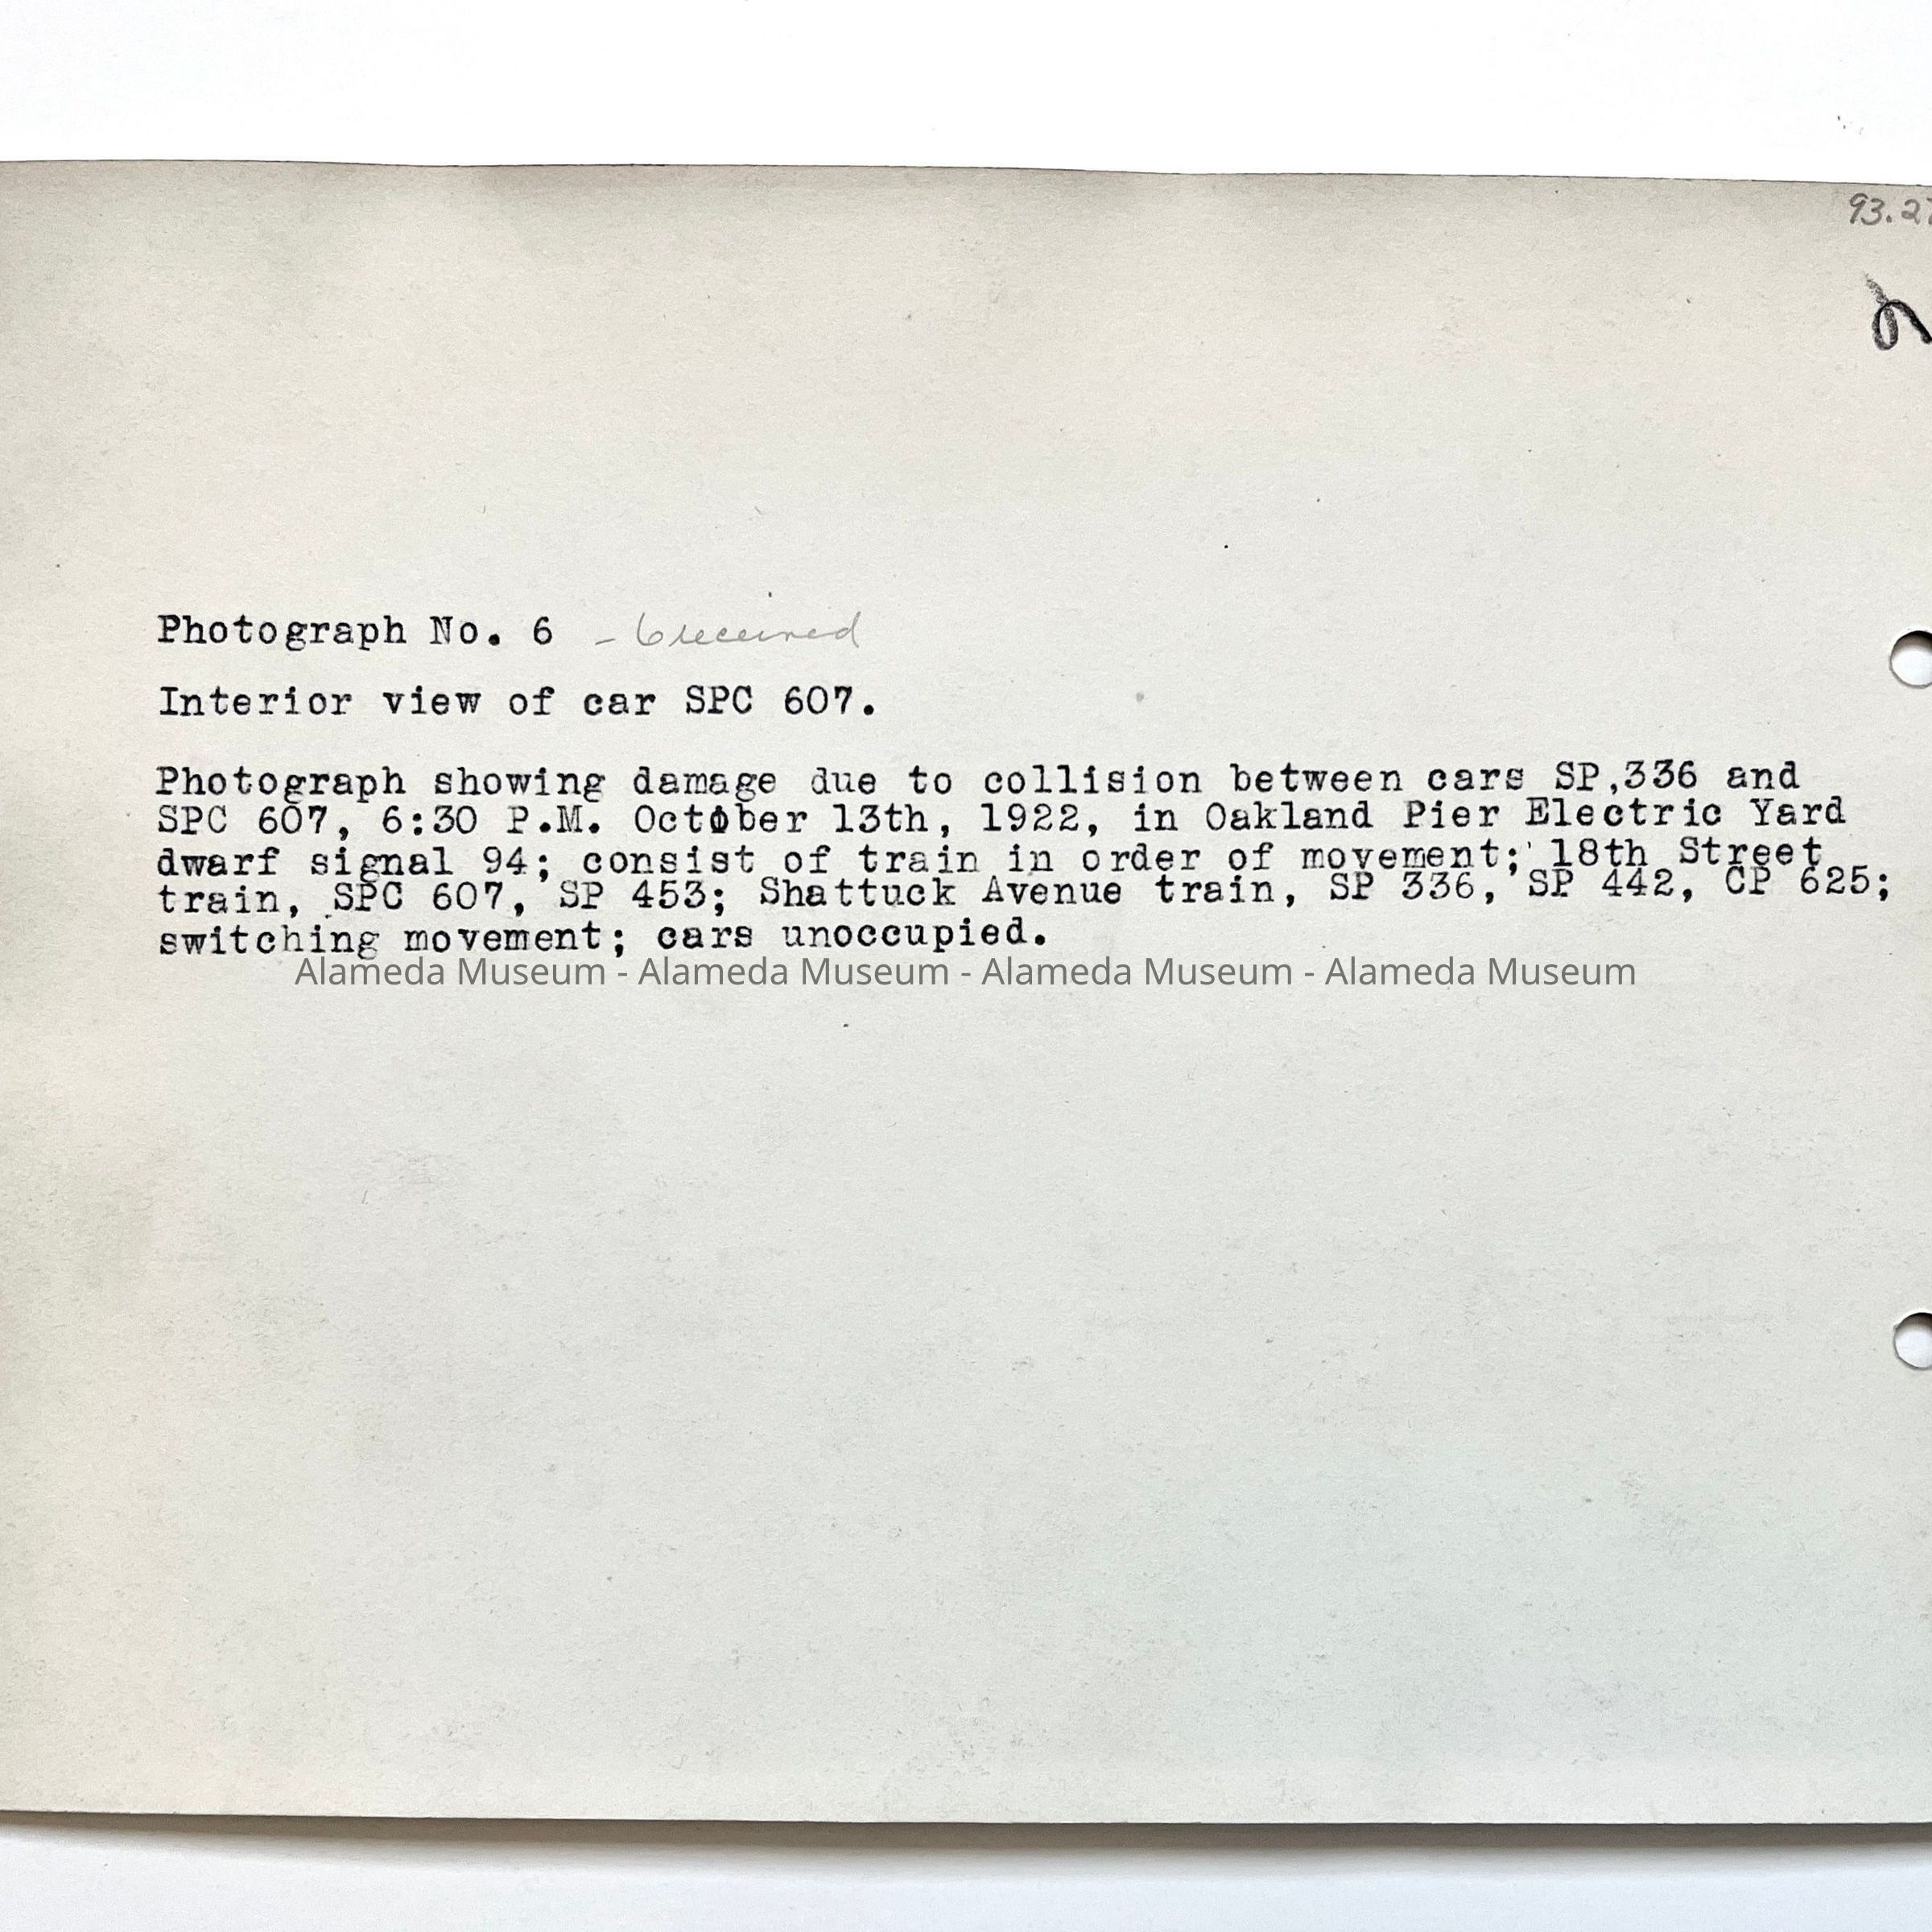 93.27
Photograph No. 6 - 6 received
Interior view of car SPC 607.
Photograph showing damage due to collision between cars SP,336 and
SPC 607, 6:30 P.M. October 13th, 1922, in Oakland Pier Electric Yard
dwarf signal 94; consist of train in order of movement; 18th Street
train, SPC 607, SP 453; Shattuck Avenue train, SP 336, SP 442, CP 625;
switching movement; cars unoccupied.
Alameda Museum - Alameda Museum - Alameda Museum - Alameda Museum